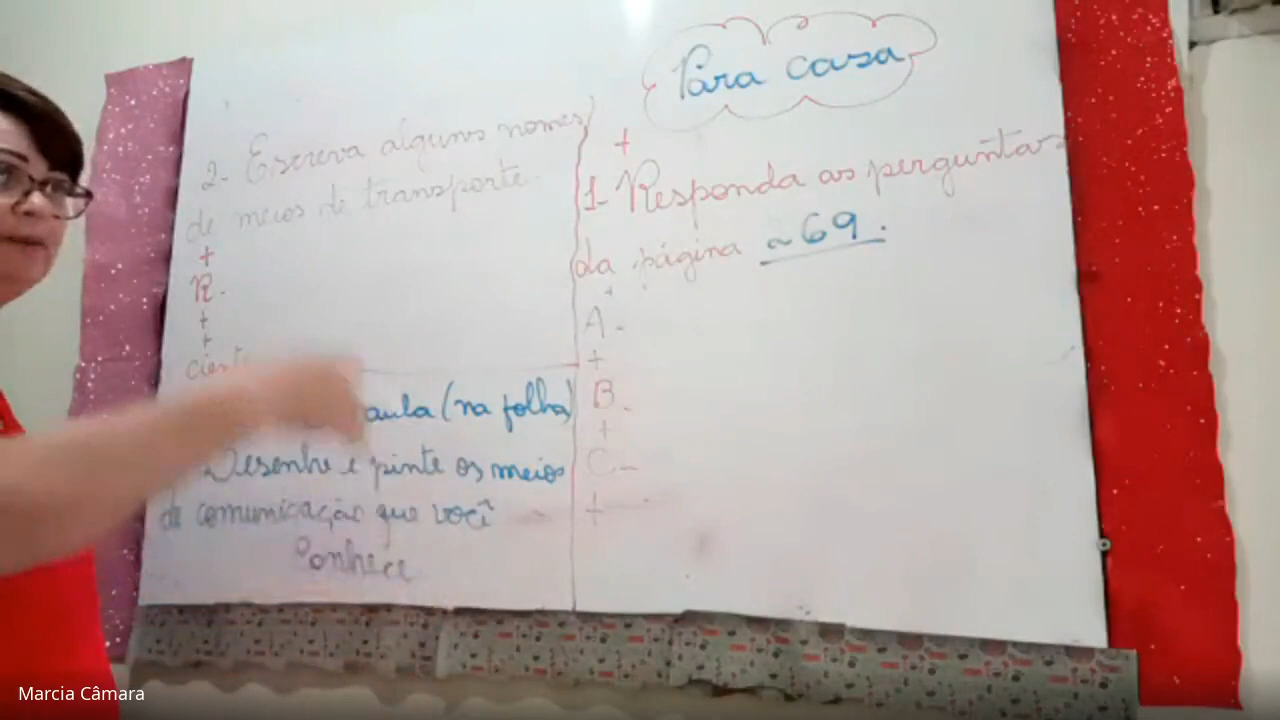 2- Escreva alguns nomes
de meios de transporte.
+
R-
+
+
aula (na folha)
Desenhe e pinte os meios
de comunicação que você
conhece
Para casa
+
1- Responda as perguntas
da página ~ 69.
+
A-
+
B-
+
C-
+
Marcia Câmara